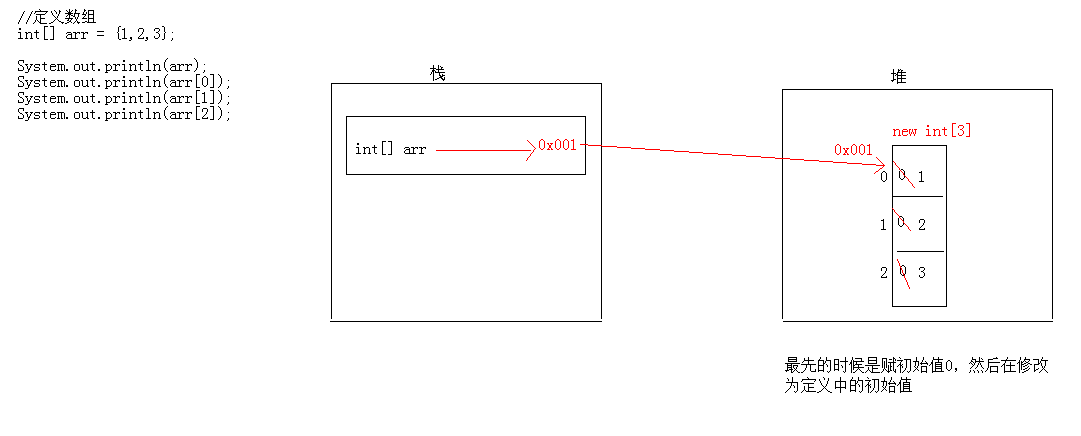 //定义数组
int[] arr = {1,2,3};
System.out.println(arr);
System.out.println(arr[0]);
System.out.println(arr[1]);
System.out.println(arr[2]);
栈
int[] arr
0x001
堆
new int[3]
0x001
0 0 1
1 0 2
2 0 3
最先的时候是赋初始值0，然后在修改
为定义中的初始值